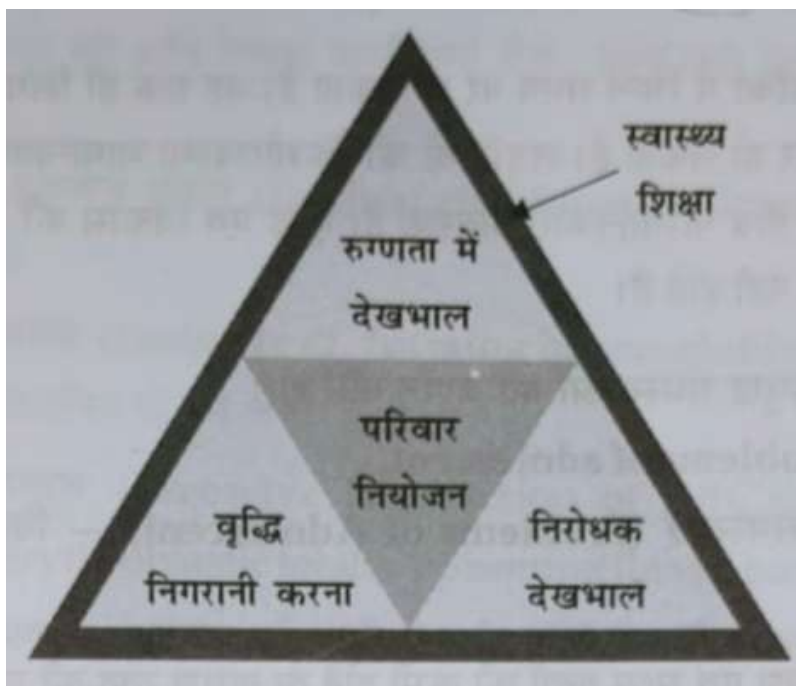 स्वास्थ्य
शिक्षा
रुग्णता में
देखभाल
परिवार
नियोजन
वृद्धि
निगरानी करना
निरोधक
देखभाल